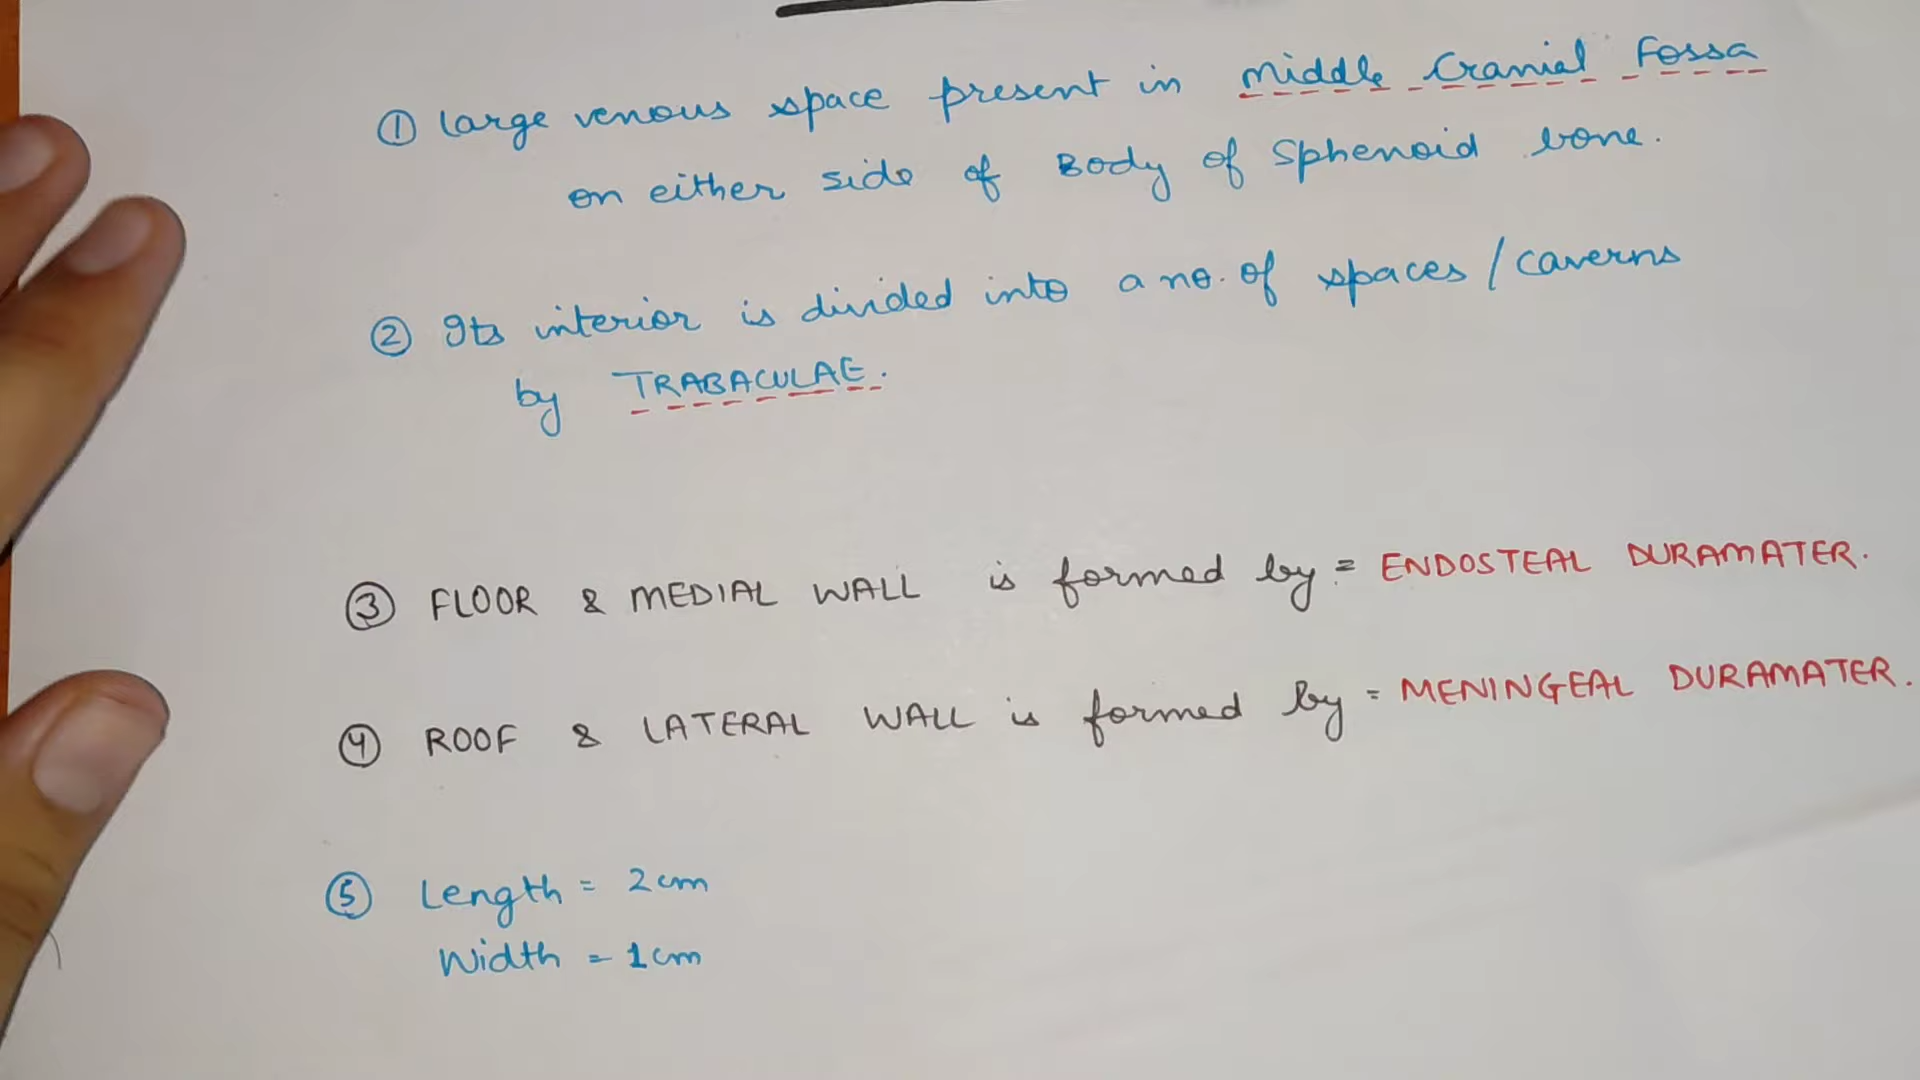 ① Large venous space present in middle Cranial Fossa
on either side of Body of Sphenoid bone.
② Its interior is divided into a no. of spaces / caverns
by TRABACULAE.
③ FLOOR & MEDIAL WALL is formed by = ENDOSTEAL DURAMATER.
④ ROOF & LATERAL WALL is formed by = MENINGEAL DURAMATER.
⑤ Length = 2cm
Width = 1cm